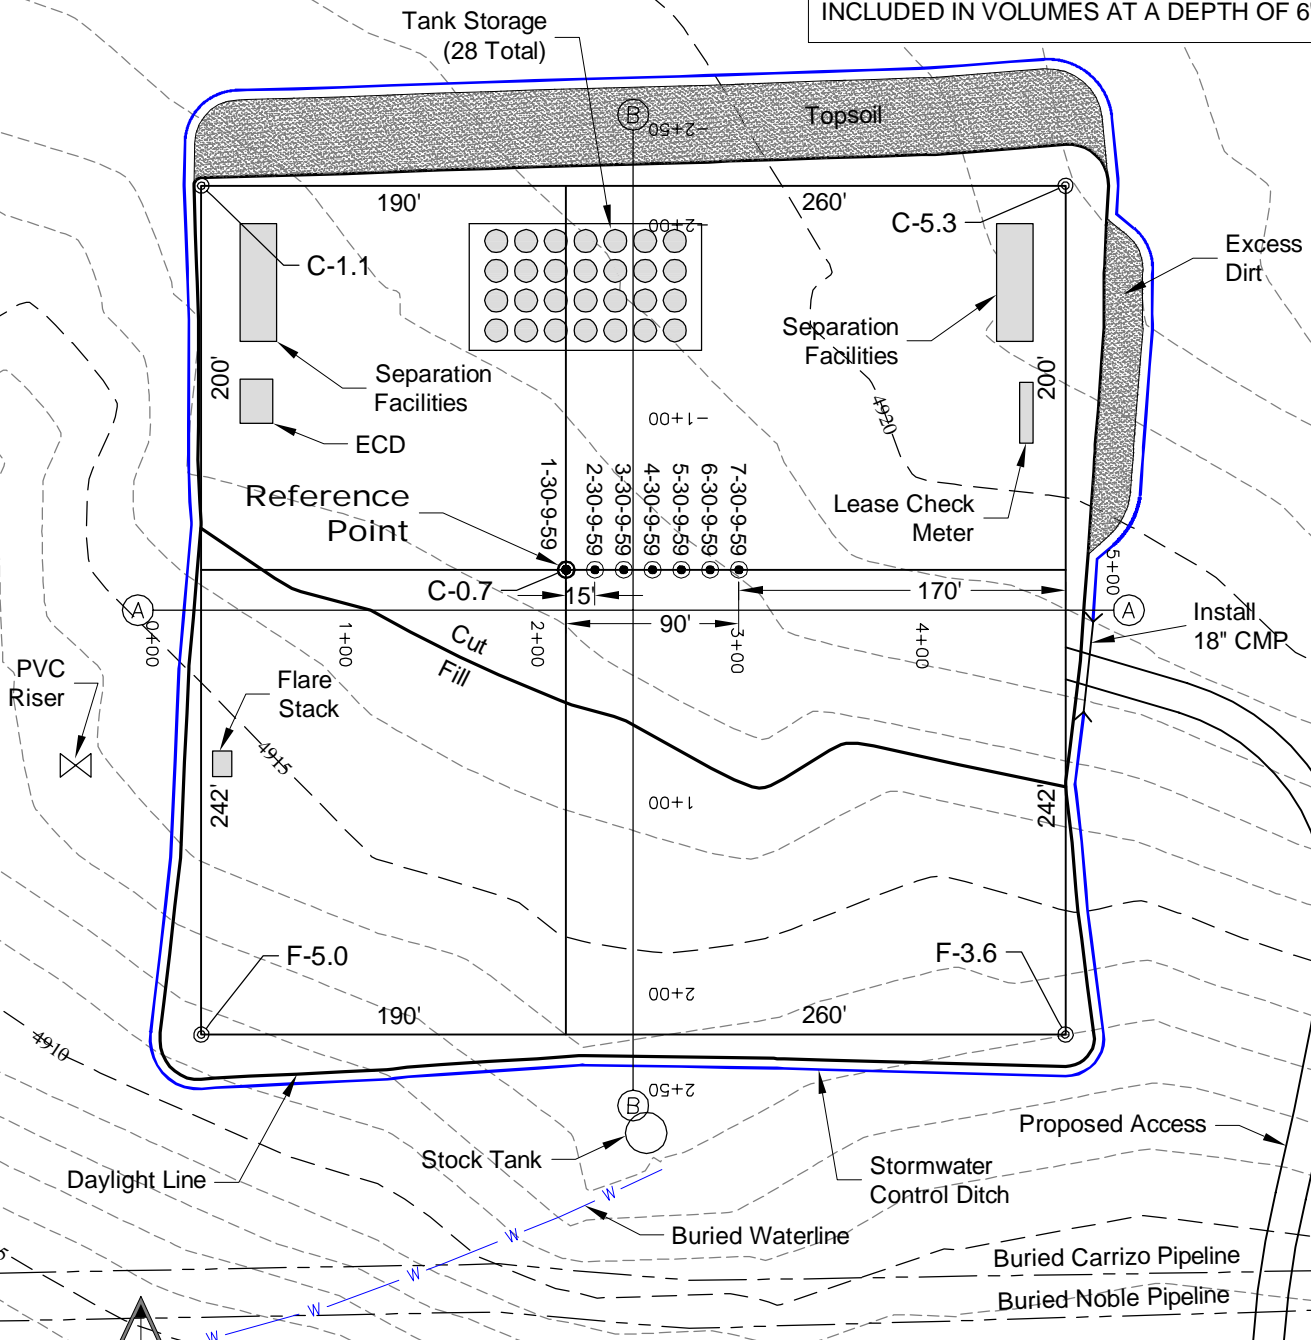 INCLUDED IN VOLUMES AT A DEPTH OF 6"
Tank Storage
(28 Total)
B
-2+50
Topsoil
190'
260'
C-5.3
-2+00
C-1.1
Excess
Dirt
Separation
Facilities
Separation
Facilities
200'
200'
4920
-1+00
ECD
Reference
Point
1-30-9-59
2-30-9-59
3-30-9-59
4-30-9-59
5-30-9-59
6-30-9-59
7-30-9-59
Lease Check
Meter
C-0.7
15'
170'
5+00
A
A
90'
0+00
1+00
2+00
3+00
4+00
Install
18" CMP
Cut
Fill
PVC
Riser
Flare
Stack
4915
242'
242'
1+00
F-5.0
F-3.6
2+00
190'
260'
4910
2+50
B
Stock Tank
Proposed Access
Daylight Line
Stormwater
Control Ditch
W
W
W
W
W
Buried Waterline
Buried Carrizo Pipeline
Buried Noble Pipeline